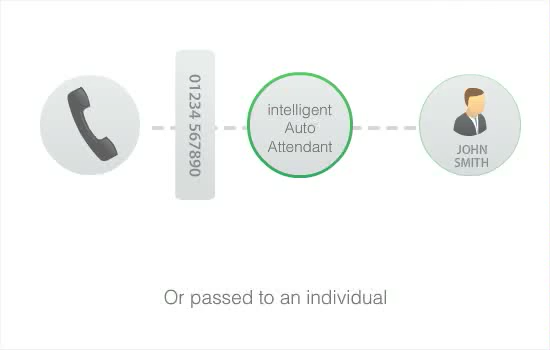 01234 567890
intelligent
Auto
Attendant
JOHN
SMITH
Or passed to an individual